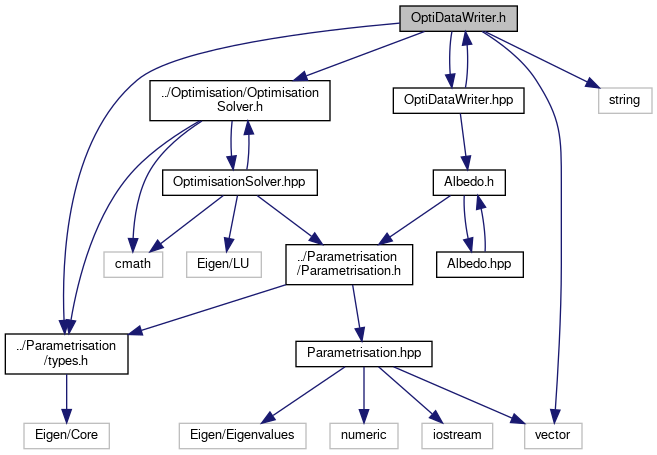 OptiDataWriter.h
../Optimisation/Optimisation
Solver.h
OptiDataWriter.hpp
string
OptimisationSolver.hpp
Albedo.h
cmath
Eigen/LU
../Parametrisation
/Parametrisation.h
Albedo.hpp
../Parametrisation
/types.h
Parametrisation.hpp
Eigen/Core
Eigen/Eigenvalues
numeric
iostream
vector